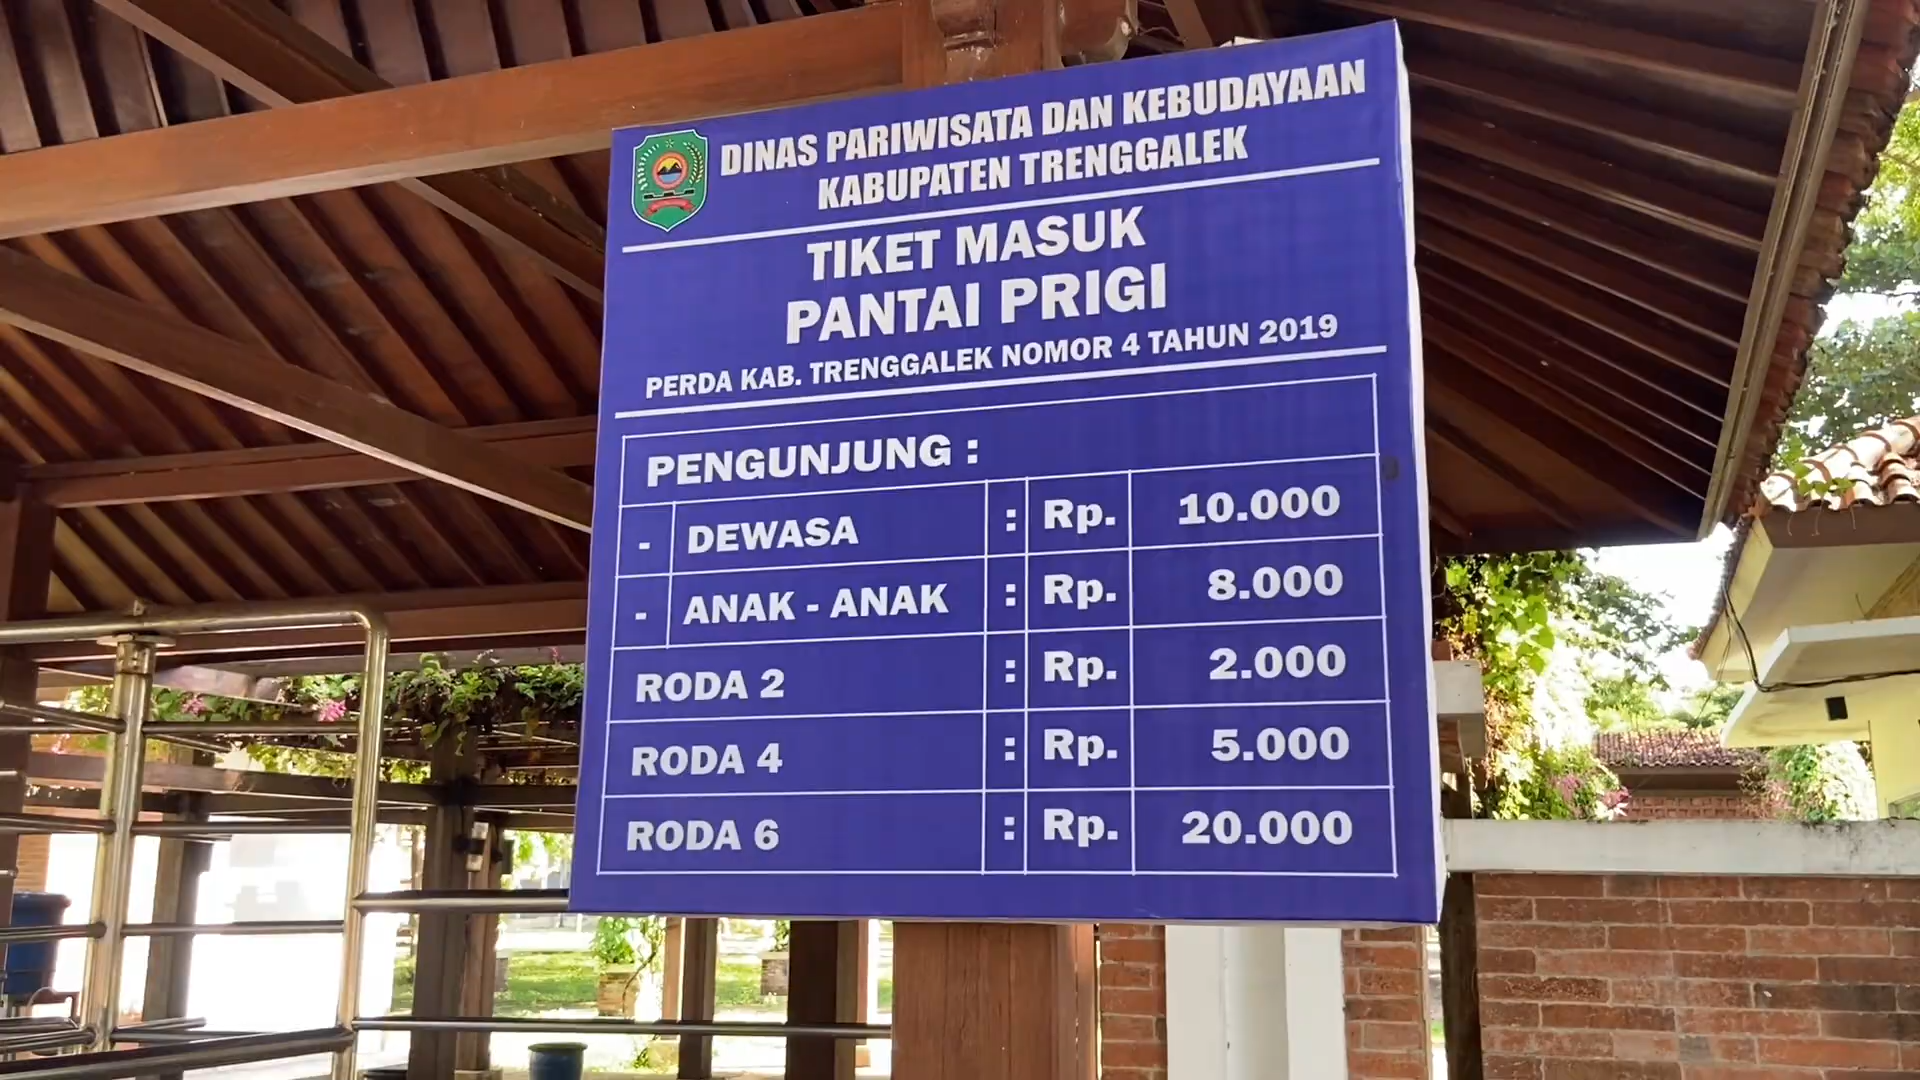 DINAS PARIWISATA DAN KEBUDAYAAN
KABUPATEN TRENGGALEK
TIKET MASUK
PANTAI PRIGI
PERDA KAB. TRENGGALEK NOMOR 4 TAHUN 2019
PENGUNJUNG :
- DEWASA : Rp. 10.000
- ANAK - ANAK : Rp. 8.000
RODA 2 : Rp. 2.000
RODA 4 : Rp. 5.000
RODA 6 : Rp. 20.000